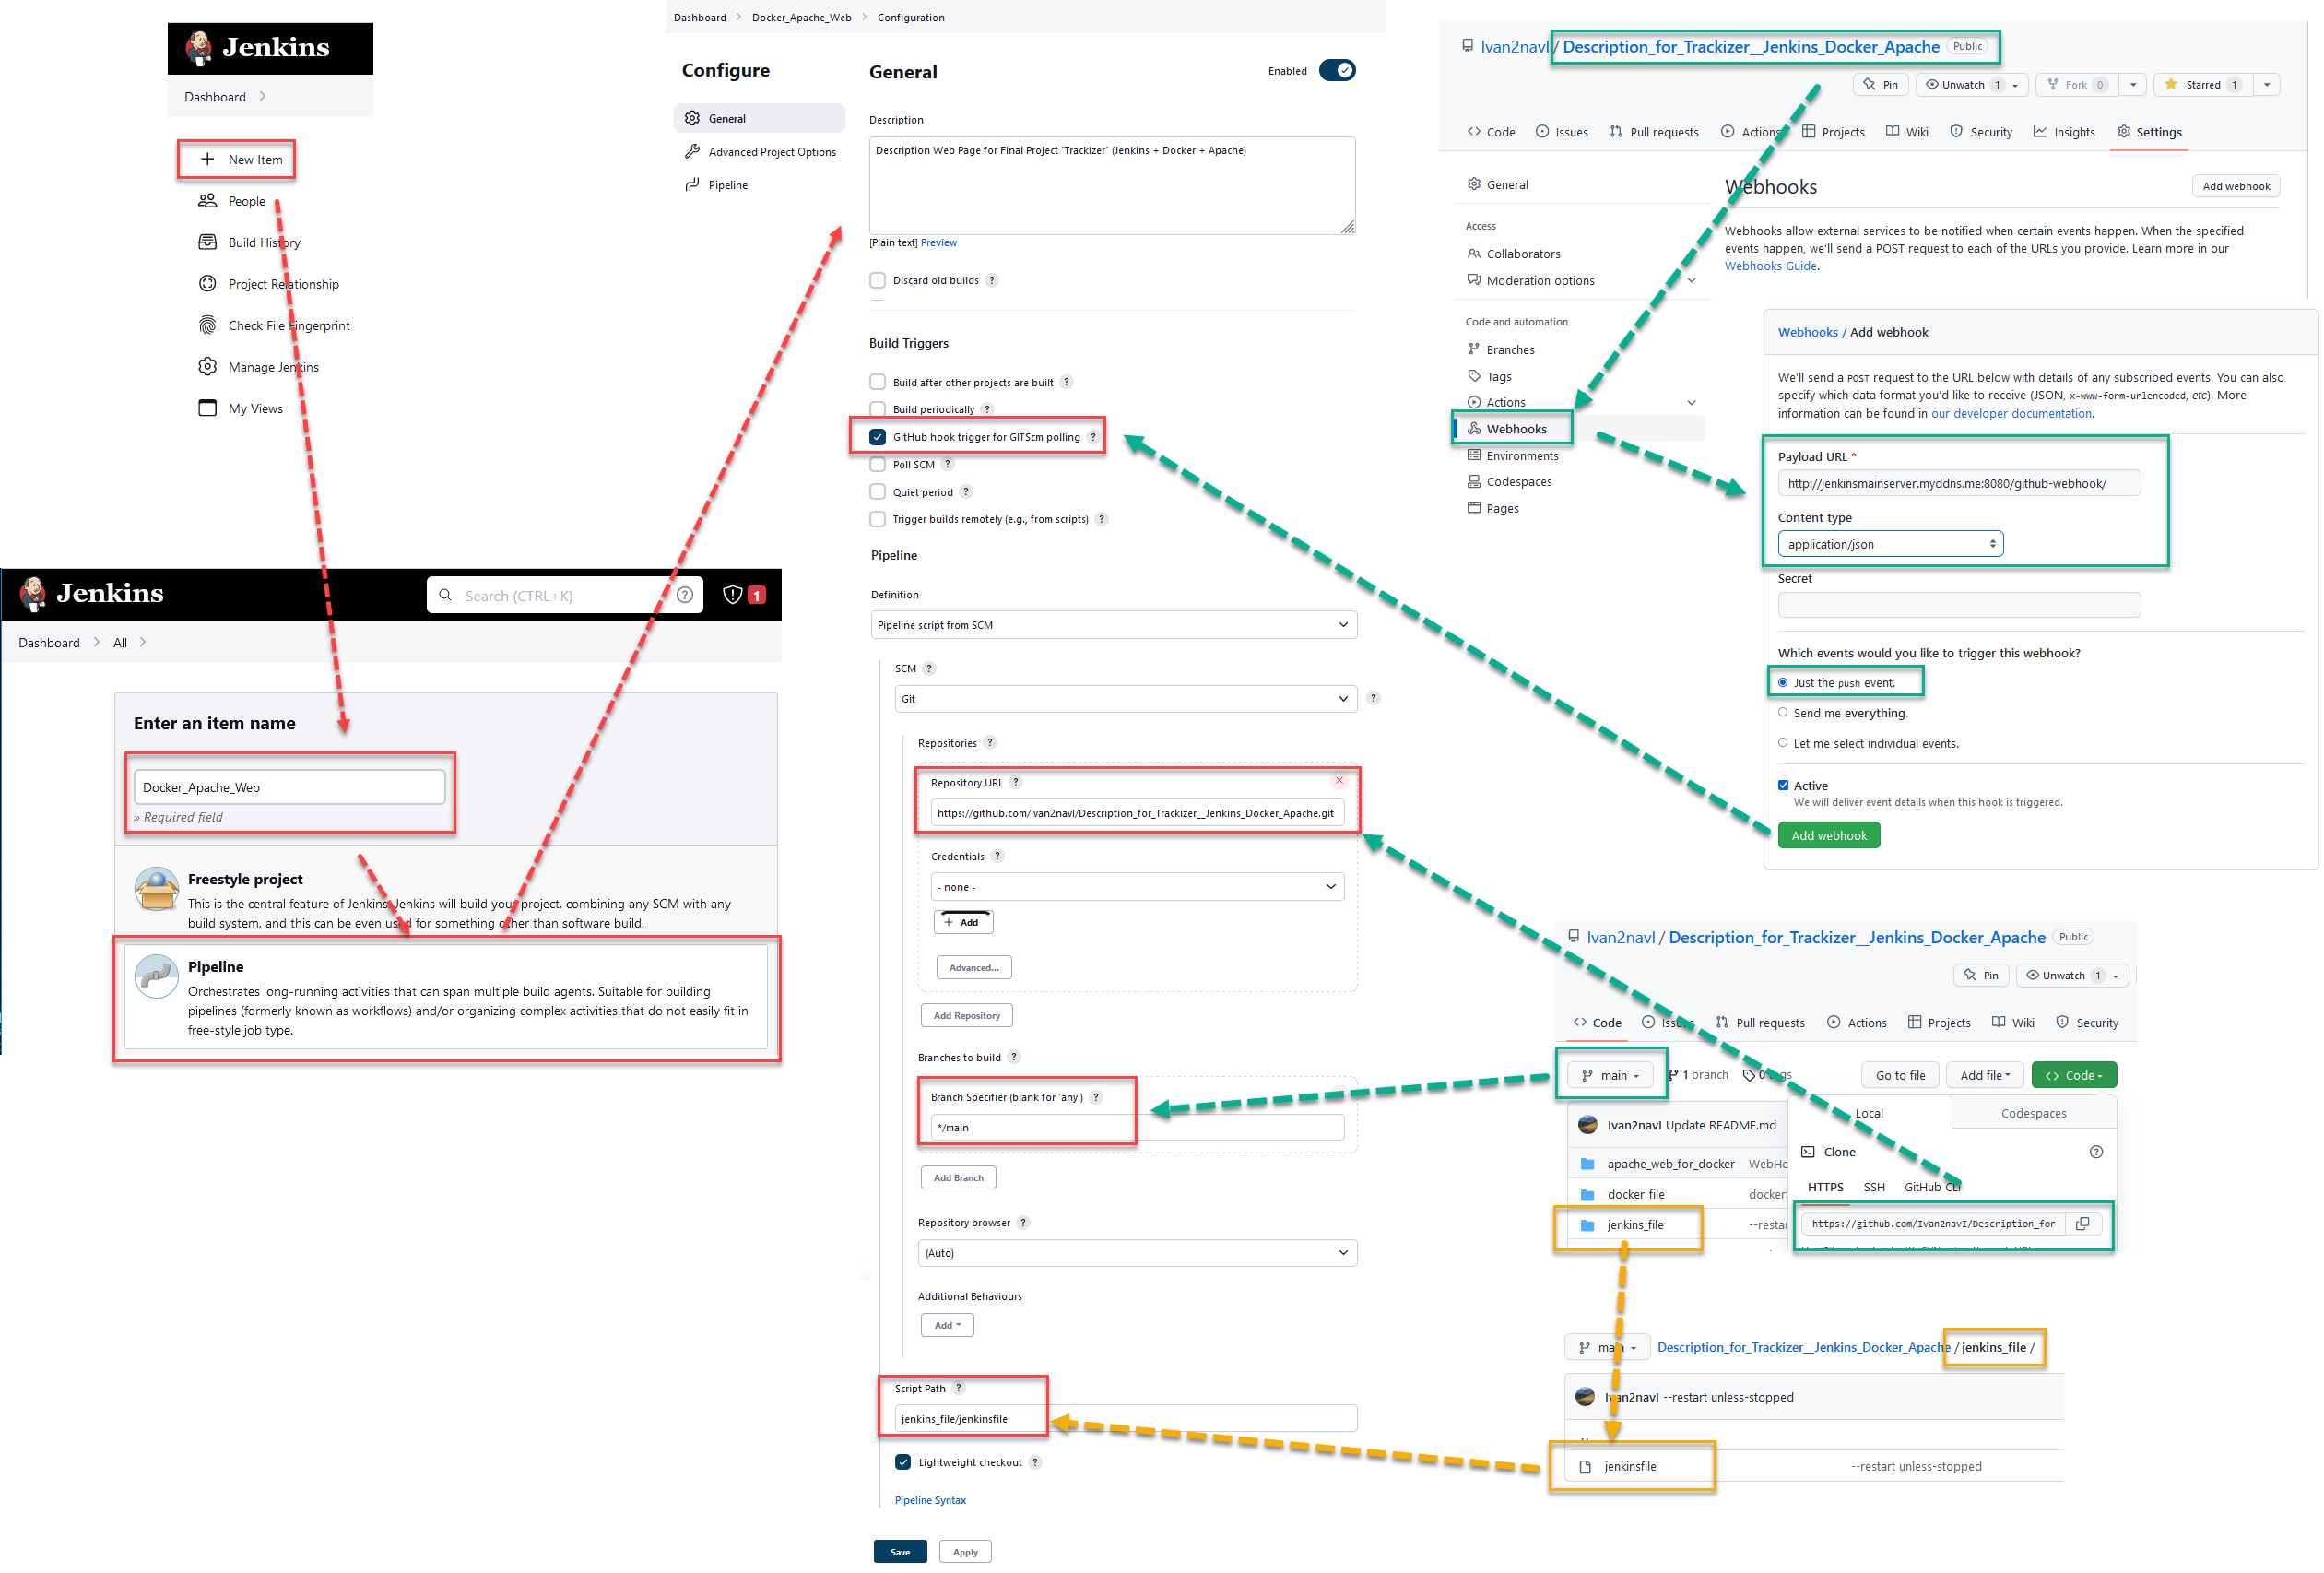 Jenkins
Dashboard
New Item
People
Build History
Project Relationship
Check File Fingerprint
Manage Jenkins
My Views
Jenkins
Search (CTRL+K)
1
Dashboard
All
Enter an item name
Docker_Apache_Web
» Required field
Freestyle project
This is the central feature of Jenkins. Jenkins will build your project, combining any SCM with any
build system, and this can be even used for something other than software build.
Pipeline
Orchestrates long-running activities that can span multiple build agents. Suitable for building
pipelines (formerly known as workflows) and/or organizing complex activities that do not easily fit in
free-style job type.
Dashboard > Docker_Apache_Web > Configuration
Configure
General
Advanced Project Options
Pipeline
General
Enabled
Description
Description Web Page for Final Project "Trackizer" (Jenkins + Docker + Apache)
[Plain text] Preview
Discard old builds ?
Build Triggers
Build after other projects are built ?
Build periodically ?
GitHub hook trigger for GITScm polling ?
Poll SCM ?
Quiet period ?
Trigger builds remotely (e.g., from scripts) ?
Pipeline
Definition
Pipeline script from SCM
SCM ?
Git
?
Repositories ?
Repository URL ?
https://github.com/Ivan2navI/Description_for_Trackizer__Jenkins_Docker_Apache.git
Credentials ?
- none -
+ Add
Advanced...
Add Repository
Branches to build ?
Branch Specifier (blank for 'any') ?
*/main
Add Branch
Repository browser ?
(Auto)
Additional Behaviours
Add
Script Path ?
jenkins_file/jenkinsfile
Lightweight checkout ?
Pipeline Syntax
Save
Apply
Ivan2navI / Description_for_Trackizer__Jenkins_Docker_Apache Public
Pin
Unwatch 1
Fork 0
Starred 1
Code
Issues
Pull requests
Actions
Projects
Wiki
Security
Insights
Settings
General
Access
Collaborators
Moderation options
Code and automation
Branches
Tags
Actions
Webhooks
Environments
Codespaces
Pages
Webhooks
Add webhook
Webhooks allow external services to be notified when certain events happen. When the specified
events happen, we'll send a POST request to each of the URLs you provide. Learn more in our
Webhooks Guide.
Webhooks / Add webhook
We'll send a POST request to the URL below with details of any subscribed events. You can also
specify which data format you'd like to receive (JSON, x-www-form-urlencoded, etc). More
information can be found in our developer documentation.
Payload URL *
http://jenkinsmainserver.myddns.me:8080/github-webhook/
Content type
application/json
Secret
Which events would you like to trigger this webhook?
Just the push event.
Send me everything.
Let me select individual events.
Active
We will deliver event details when this hook is triggered.
Add webhook
Ivan2navI / Description_for_Trackizer__Jenkins_Docker_Apache Public
Pin
Unwatch 1
Code
Issues
Pull requests
Actions
Projects
Wiki
Security
main
1 branch
0 tags
Go to file
Add file
Code
Ivan2navI Update README.md
apache_web_for_docker WebHo
docker_file dockerf
jenkins_file --restar
Local
Codespaces
Clone
HTTPS
SSH
GitHub CLI
https://github.com/Ivan2navI/Description_for
main
Description_for_Trackizer__Jenkins_Docker_Apache / jenkins_file /
Ivan2navI --restart unless-stopped
..
jenkinsfile
--restart unless-stopped